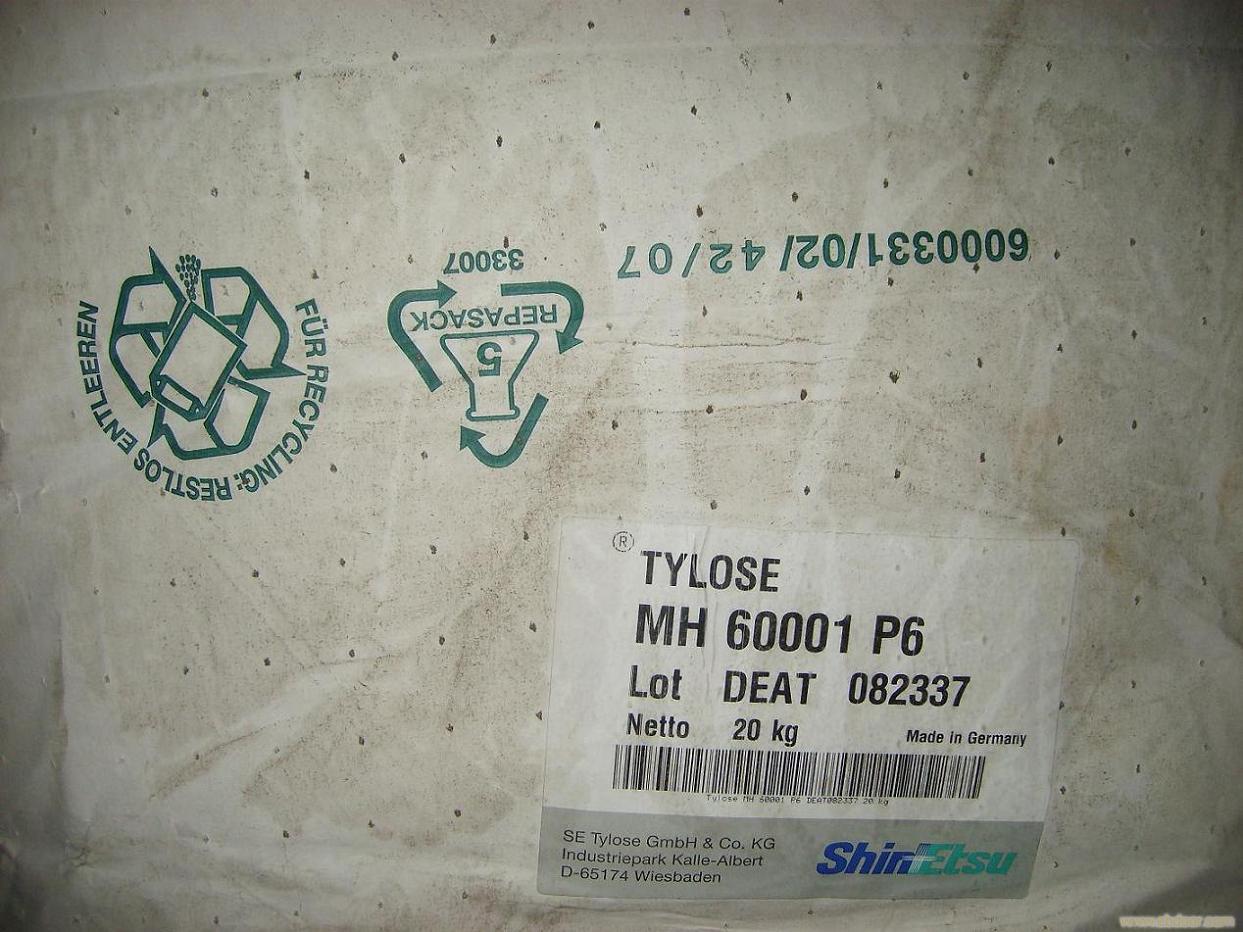 6000331/02/42/07
33007
REPASACK
5
FÜR RECYCLING: RESTLOS ENTLEEREN
®
TYLOSE
MH 60001 P6
Lot DEAT 082337
Netto 20 kg
Made in Germany
Tylose MH 60001 P6 DEAT082337 20 kg
SE Tylose GmbH & Co. KG
Industriepark Kalle-Albert
D-65174 Wiesbaden
ShinEtsu